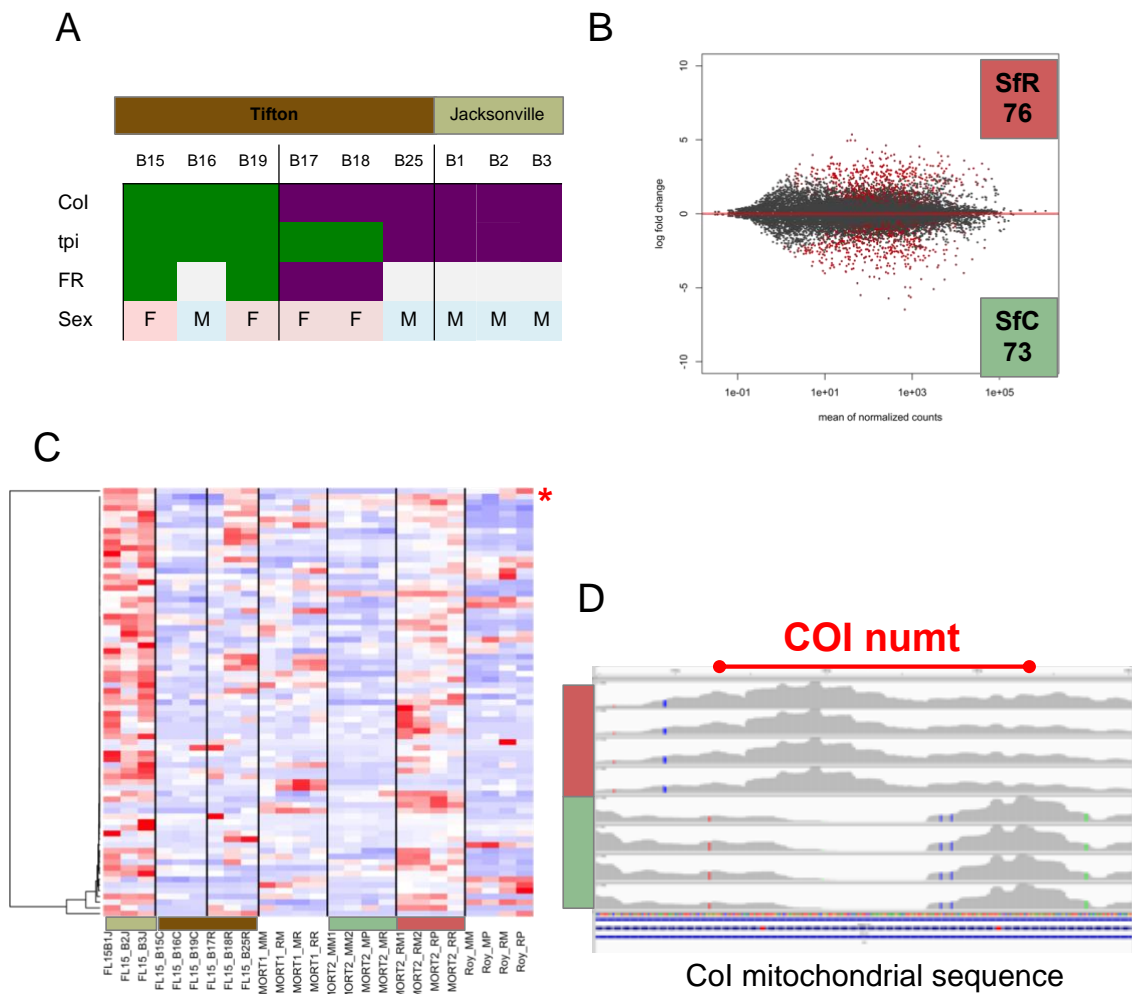 A
Tifton Jacksonville
B15 B16 B19 B17 B18 B25 B1 B2 B3
CoI
tpi
FR
Sex F M F F F M M M M
B
SfR
76
SfC
73
log fold change
10
5
0
-5
-10
1e-01 1e+01 1e+03 1e+05
mean of normalized counts
C
*
FL15B1J
FL15_B2J
FL15_B3J
FL15_B15C
FL15_B16C
FL15_B19C
FL15_B17R
FL15_B18R
FL15_B25R
MORT1_MM
MORT1_RM
MORT1_MR
MORT1_RR
MORT2_MM1
MORT2_MM2
MORT2_MP
MORT2_MR
MORT2_RM1
MORT2_RM2
MORT2_RP
MORT2_RR
Roy_MM
Roy_MP
Roy_RM
Roy_RP
D
COI numt
CoI mitochondrial sequence